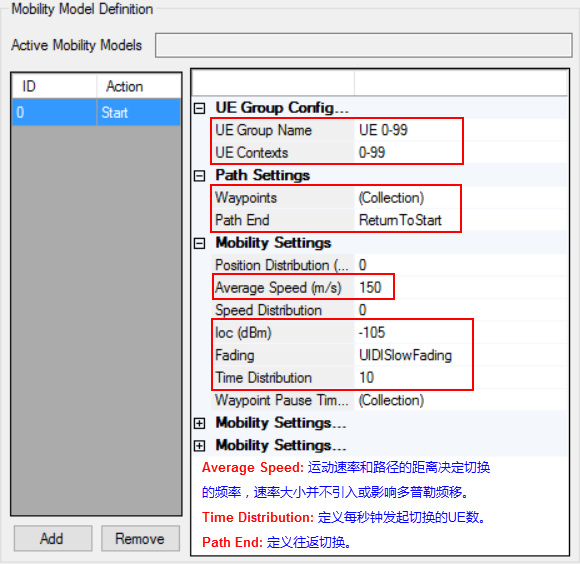 Mobility Model Definition
Active Mobility Models
ID Action
0 Start
UE Group Config...
UE Group Name UE 0-99
UE Contexts 0-99
Path Settings
Waypoints (Collection)
Path End ReturnToStart
Mobility Settings
Position Distribution (... 0
Average Speed (m/s) 150
Speed Distribution 0
Ioc (dBm) -105
Fading UIDISlowFading
Time Distribution 10
Waypoint Pause Tim... (Collection)
Mobility Settings...
Mobility Settings...
Average Speed: 运动速率和路径的距离决定切换
的频率，速率大小并不引入或影响多普勒频移。
Time Distribution: 定义每秒钟发起切换的UE数。
Path End: 定义往返切换。
Add Remove